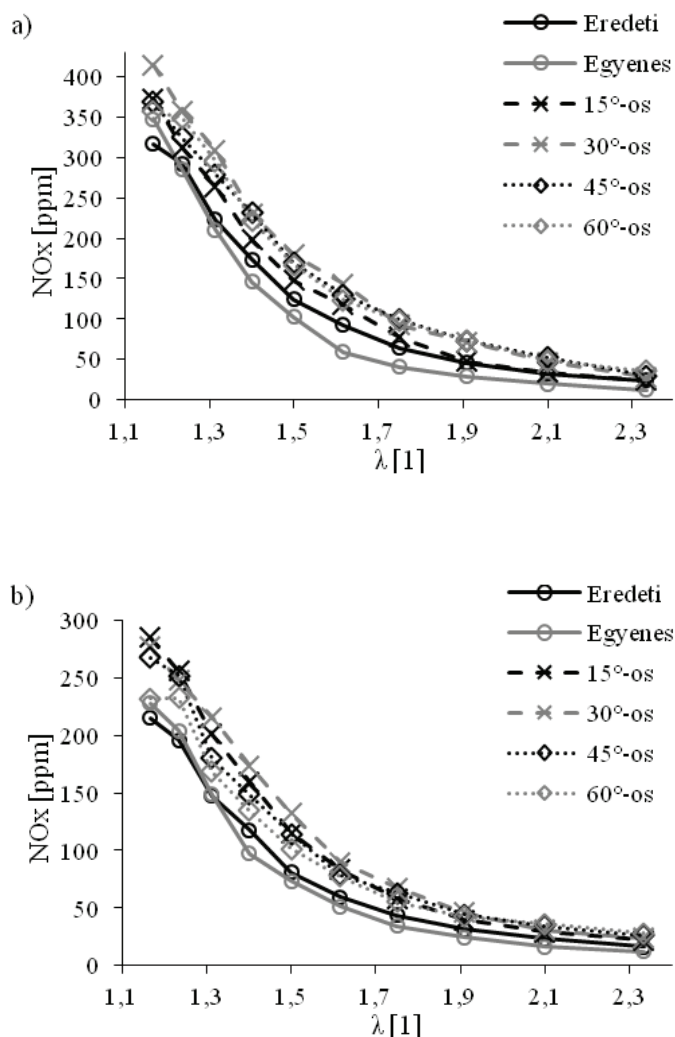 a)
Eredeti
Egyenes
15°-os
30°-os
45°-os
60°-os
NOx [ppm]
400
350
300
250
200
150
100
50
0
1,1 1,3 1,5 1,7 1,9 2,1 2,3
λ [1]
b)
Eredeti
Egyenes
15°-os
30°-os
45°-os
60°-os
NOx [ppm]
300
250
200
150
100
50
0
1,1 1,3 1,5 1,7 1,9 2,1 2,3
λ [1]